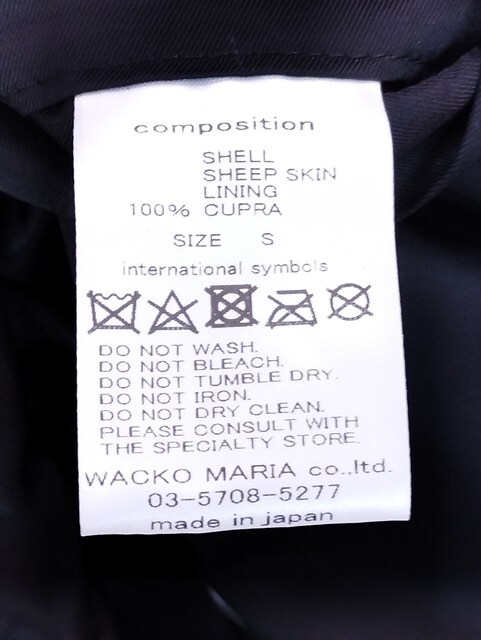 composition
SHELL
SHEEP SKIN
LINING
100% CUPRA
SIZE S
international symbols
DO NOT WASH.
DO NOT BLEACH.
DO NOT TUMBLE DRY.
DO NOT IRON.
DO NOT DRY CLEAN.
PLEASE CONSULT WITH
THE SPECIALTY STORE.
WACKO MARIA co.,ltd.
03-5708-5277
made in japan